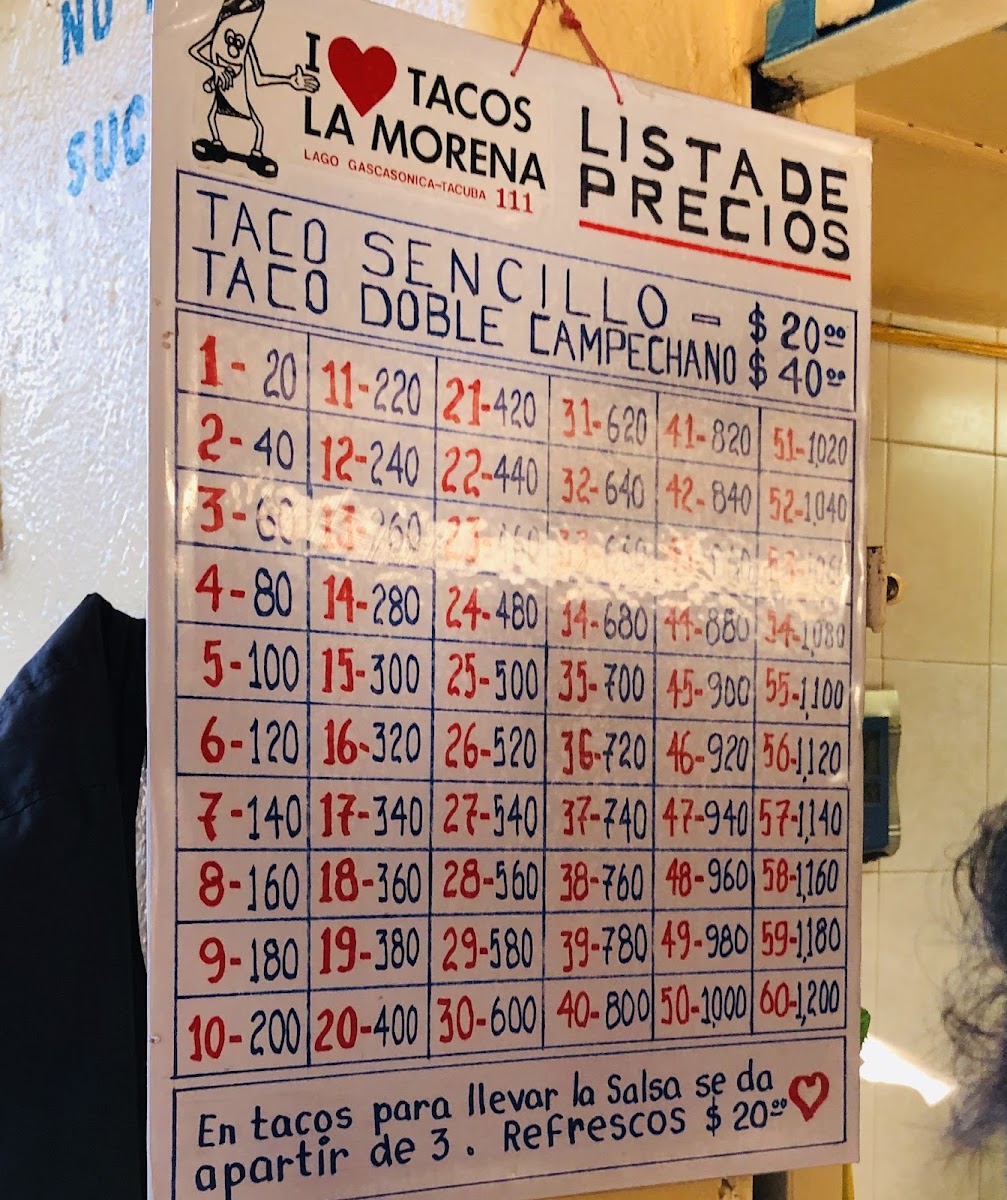 I ❤ TACOS
LA MORENA
LAGO GASCASONICA-TACUBA 111
LISTA DE
PRECIOS
TACO SENCILLO - $ 20.00
TACO DOBLE CAMPECHANO $ 40.00
1-20 11-220 21-420 31-620 41-820 51-1,020
2-40 12-240 22-440 32-640 42-840 52-1,040
3-60 13-260 23-460
4-80 14-280 24-480 34-680 44-880 54-1,080
5-100 15-300 25-500 35-700 45-900 55-1,100
6-120 16-320 26-520 36-720 46-920 56-1,120
7-140 17-340 27-540 37-740 47-940 57-1,140
8-160 18-360 28-560 38-760 48-960 58-1,160
9-180 19-380 29-580 39-780 49-980 59-1,180
10-200 20-400 30-600 40-800 50-1,000 60-1,200
En tacos para llevar la Salsa se da
apartir de 3. Refrescos $ 20.00